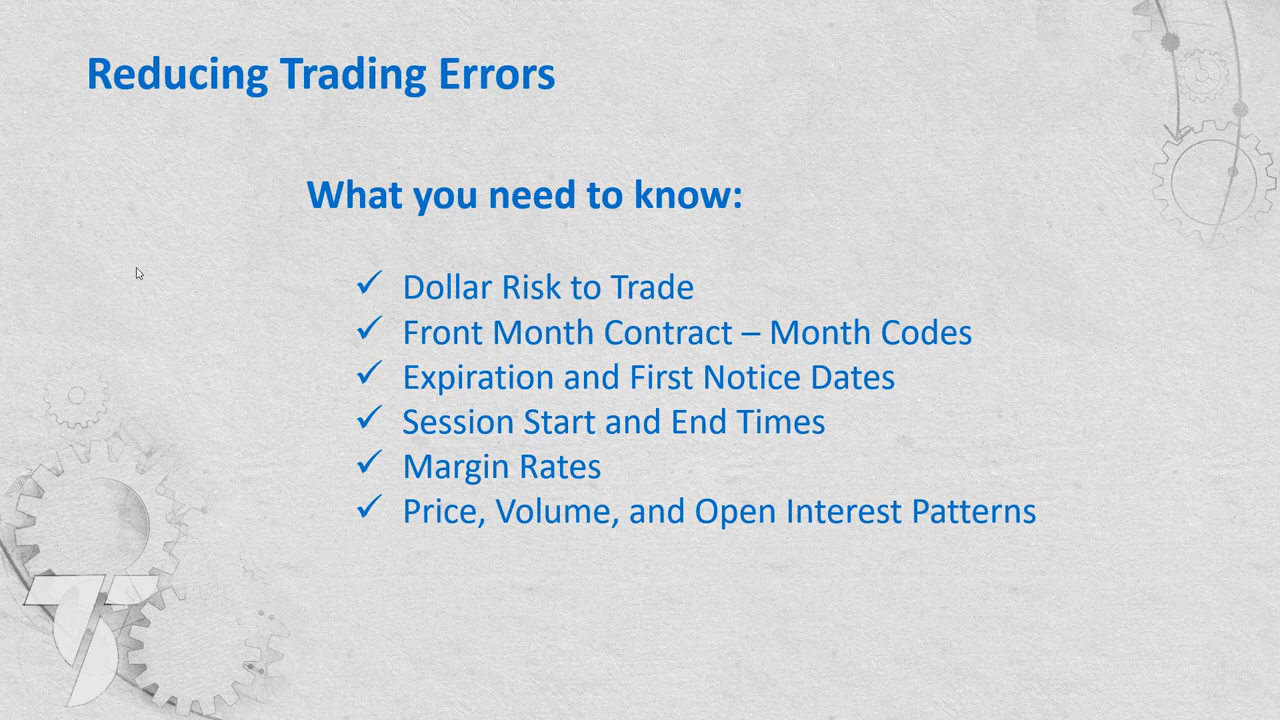 Reducing Trading Errors
What you need to know:
✓ Dollar Risk to Trade
✓ Front Month Contract – Month Codes
✓ Expiration and First Notice Dates
✓ Session Start and End Times
✓ Margin Rates
✓ Price, Volume, and Open Interest Patterns